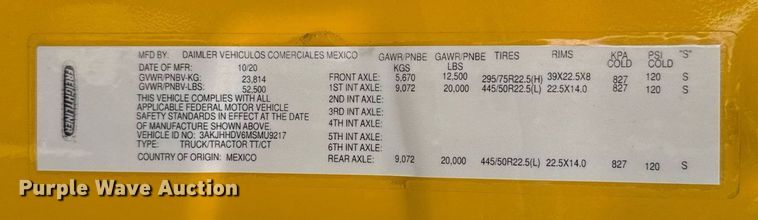 FREIGHTLINER
MFD BY: DAIMLER VEHICULOS COMERCIALES MEXICO
DATE OF MFR: 10/20
GVWR/PNBV-KG: 23,814
GVWR/PNBV-LBS: 52,500
THIS VEHICLE COMPLIES WITH ALL
APPLICABLE FEDERAL MOTOR VEHICLE
SAFETY STANDARDS IN EFFECT AT THE DATE
OF MANUFACTURE SHOWN ABOVE.
VEHICLE ID NO: 3AKJHHDV6MSMU9217
TYPE: TRUCK/TRACTOR TT/CT
COUNTRY OF ORIGIN: MEXICO
GAWR/PNBE GAWR/PNBE TIRES RIMS KPA PSI "S"
KGS LBS COLD COLD
FRONT AXLE: 5,670 12,500 295/75R22.5(H) 39X22.5X8 827 120 S
1ST INT AXLE: 9,072 20,000 445/50R22.5(L) 22.5X14.0 827 120 S
2ND INT AXLE:
3RD INT AXLE:
4TH INT AXLE:
5TH INT AXLE:
6TH INT AXLE:
REAR AXLE: 9,072 20,000 445/50R22.5(L) 22.5X14.0 827 120 S
Purple Wave Auction